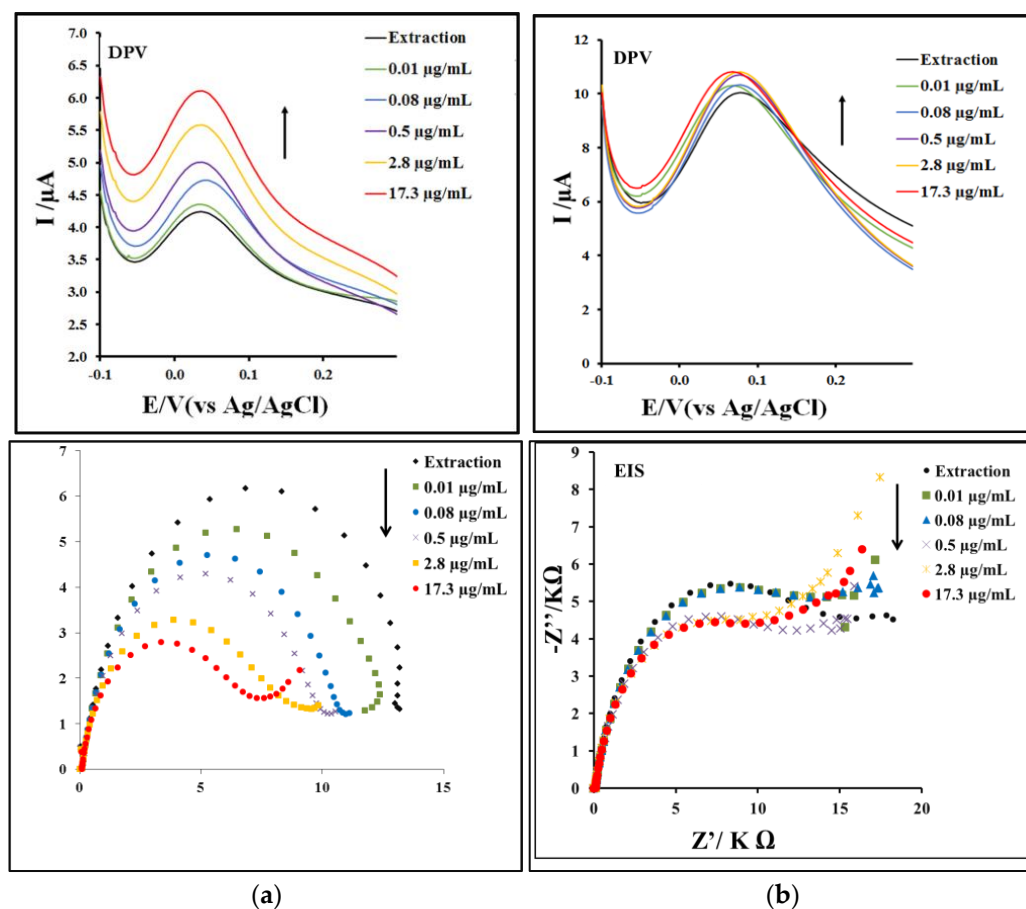 7.0
6.5
6.0
5.5
5.0
4.5
4.0
3.5
3.0
2.5
2.0
-0.1
0.0
0.1
0.2
I /µA
E/V(vs Ag/AgCl)
DPV
Extraction
0.01 µg/mL
0.08 µg/mL
0.5 µg/mL
2.8 µg/mL
17.3 µg/mL
12
10
8
6
4
2
0
-0.1
0.0
0.1
0.2
I /µA
E/V(vs Ag/AgCl)
DPV
Extraction
0.01 µg/mL
0.08 µg/mL
0.5 µg/mL
2.8 µg/mL
17.3 µg/mL
7
6
5
4
3
2
1
0
0
5
10
15
Extraction
0.01 µg/mL
0.08 µg/mL
0.5 µg/mL
2.8 µg/mL
17.3 µg/mL
9
8
7
6
5
4
3
2
1
0
0
5
10
15
20
-Z''/KΩ
Z'/ K Ω
EIS
Extraction
0.01 µg/mL
0.08 µg/mL
0.5 µg/mL
2.8 µg/mL
17.3 µg/mL
(a)
(b)